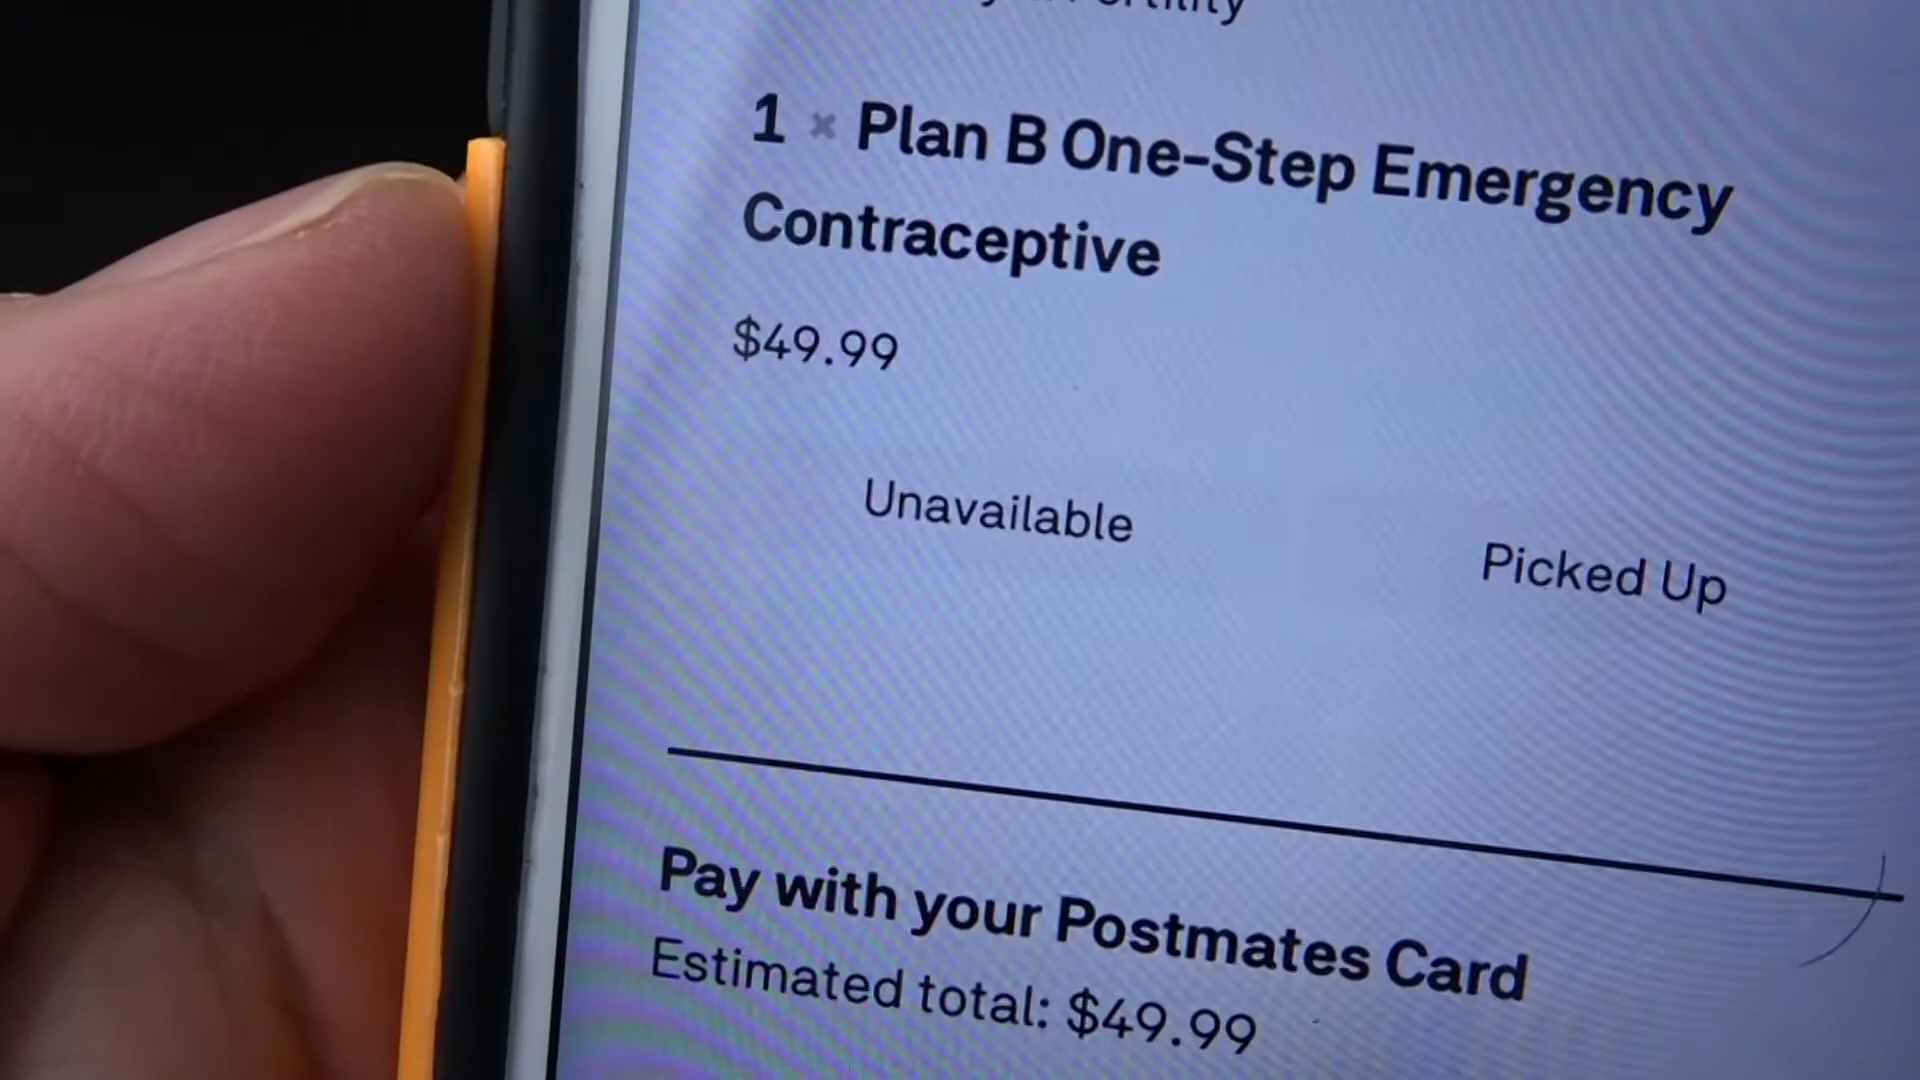 1 × Plan B One-Step Emergency
Contraceptive
$49.99
Unavailable
Picked Up
Pay with your Postmates Card
Estimated total: $49.99